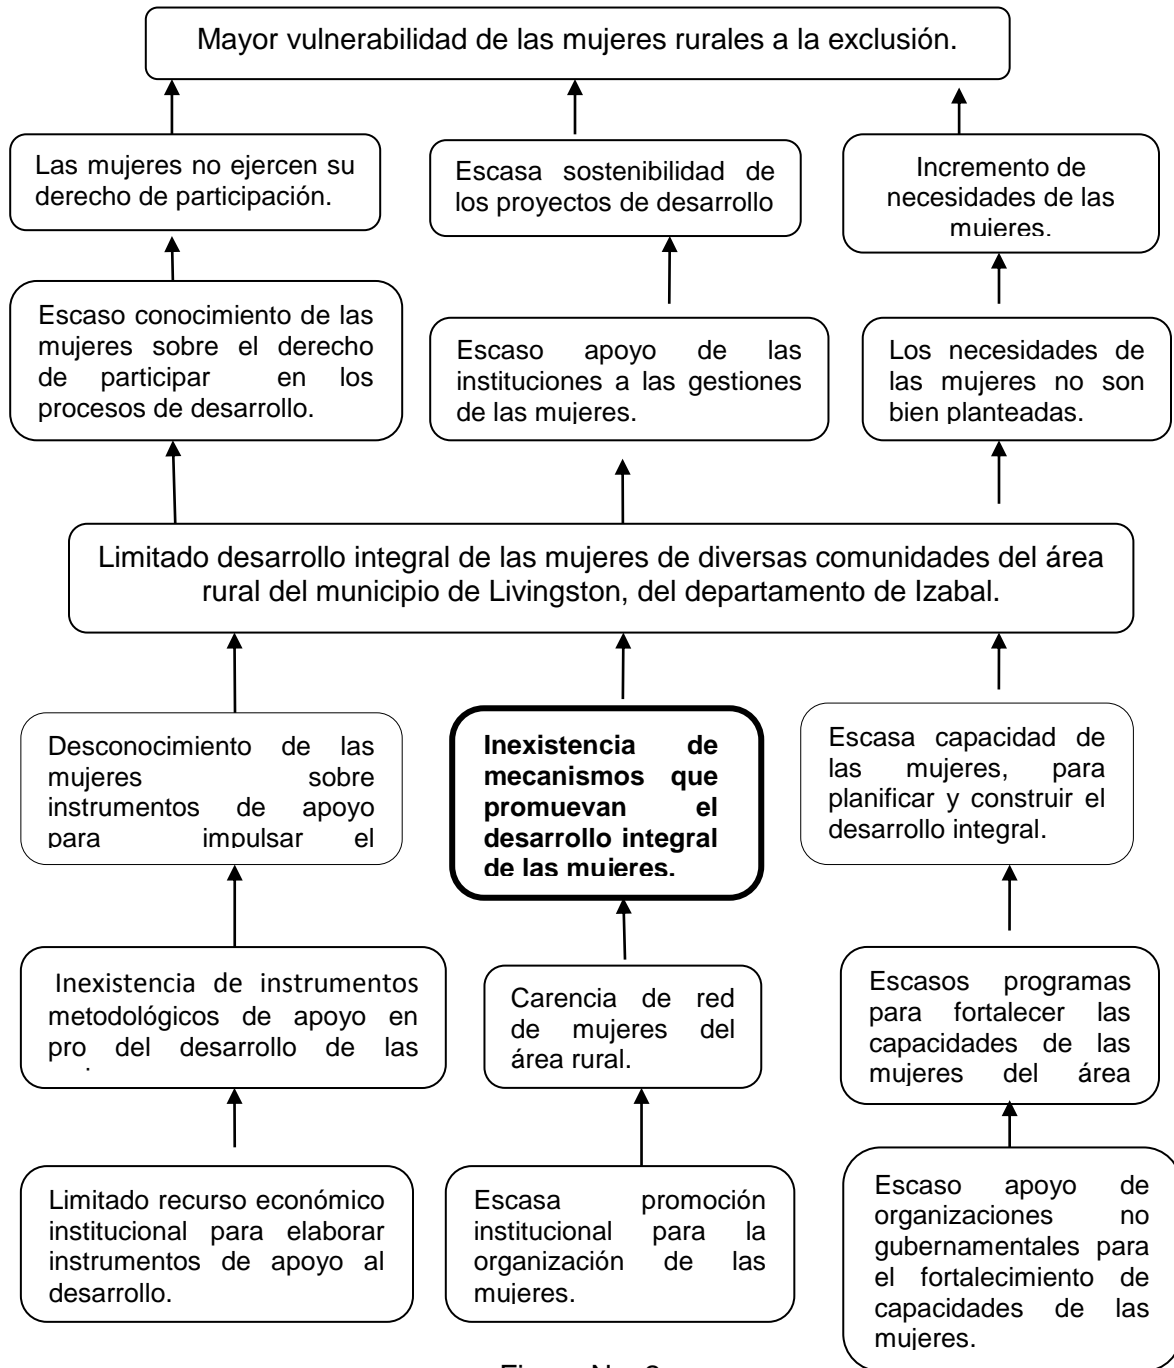 Mayor vulnerabilidad de las mujeres rurales a la exclusión.
Las mujeres no ejercen su
derecho de participación.
Escasa sostenibilidad de
los proyectos de desarrollo
Incremento de
necesidades de las
mujeres.
Escaso conocimiento de las
mujeres sobre el derecho
de participar en los
procesos de desarrollo.
Escaso apoyo de las
instituciones a las gestiones
de las mujeres.
Los necesidades de
las mujeres no son
bien planteadas.
Limitado desarrollo integral de las mujeres de diversas comunidades del área
rural del municipio de Livingston, del departamento de Izabal.
Desconocimiento de las
mujeres sobre
instrumentos de apoyo
para impulsar el
Inexistencia de
mecanismos que
promuevan el
desarrollo integral
de las mujeres.
Escasa capacidad de
las mujeres, para
planificar y construir el
desarrollo integral.
Inexistencia de instrumentos
metodológicos de apoyo en
pro del desarrollo de las
Carencia de red
de mujeres del
área rural.
Escasos programas
para fortalecer las
capacidades de las
mujeres del área
Limitado recurso económico
institucional para elaborar
instrumentos de apoyo al
desarrollo.
Escasa promoción
institucional para la
organización de las
mujeres.
Escaso apoyo de
organizaciones no
gubernamentales para
el fortalecimiento de
capacidades de las
mujeres.